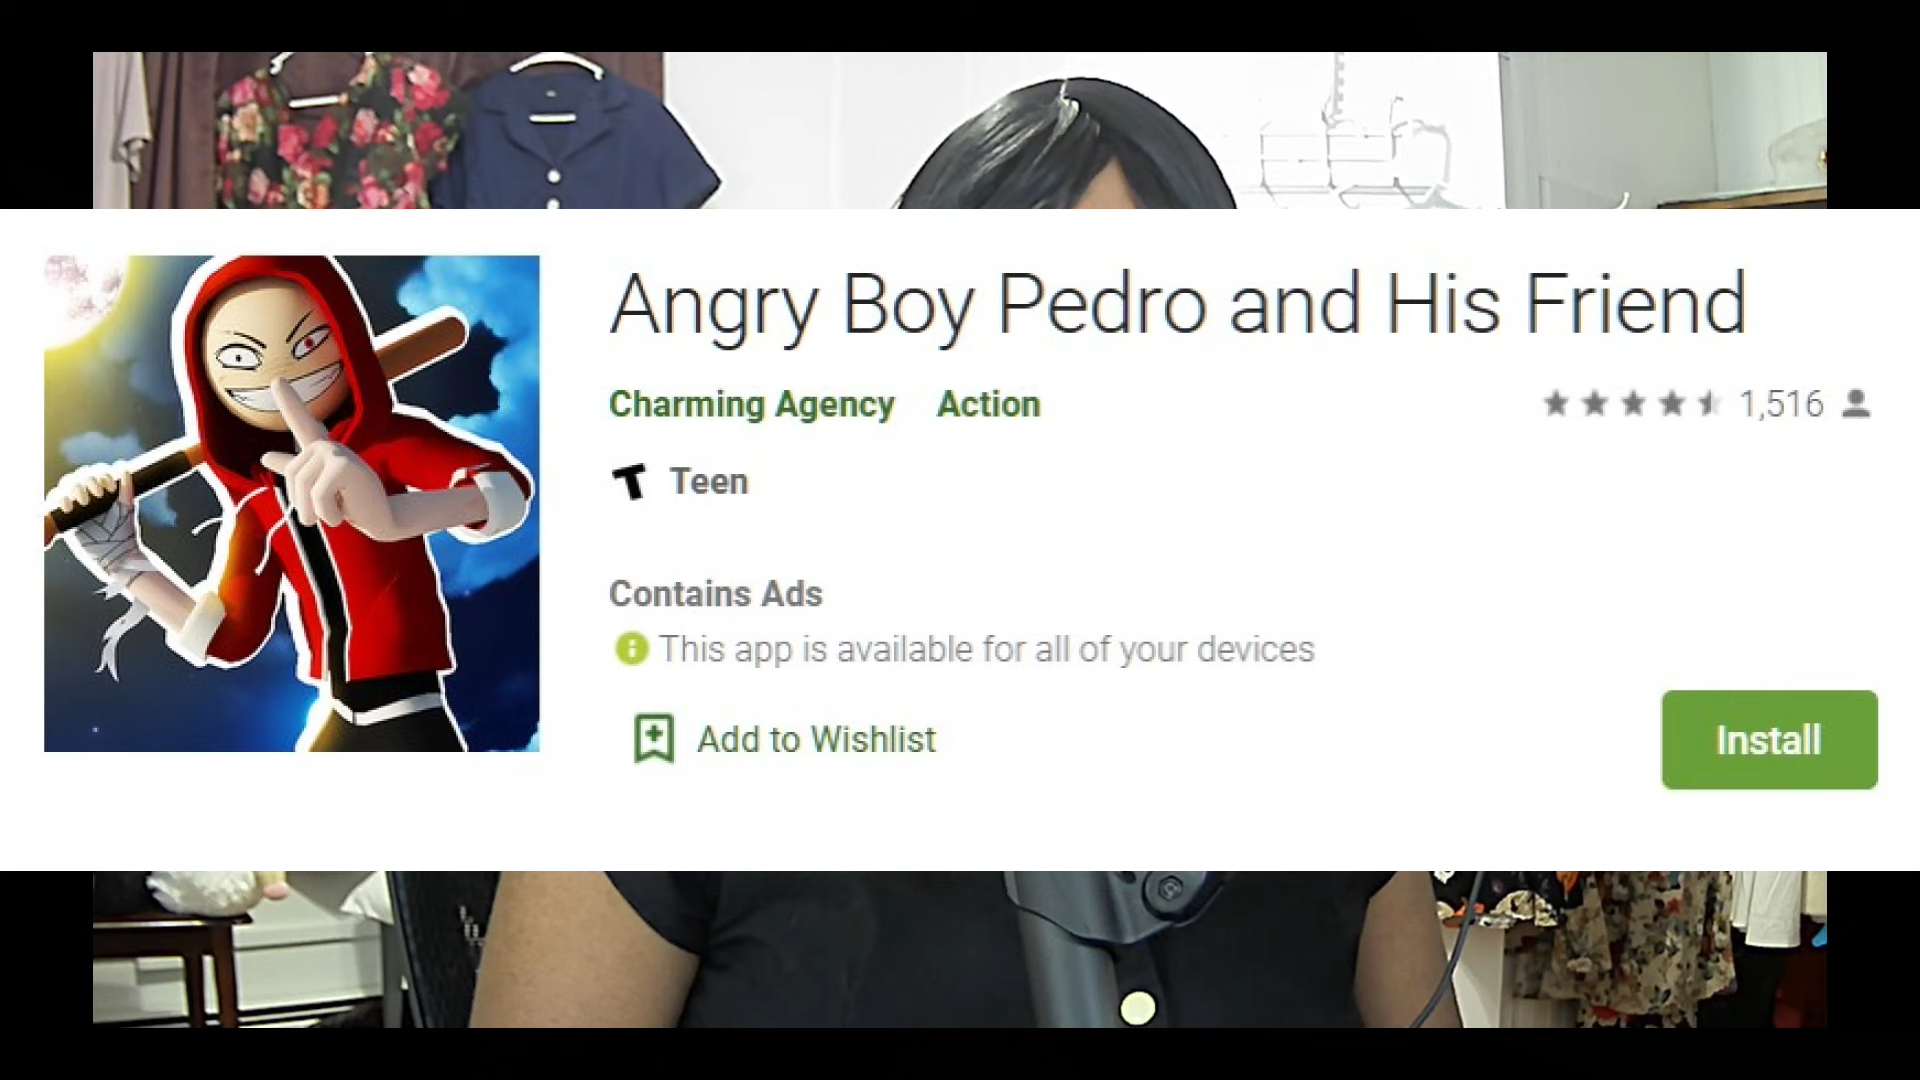 Angry Boy Pedro and His Friend
Charming Agency Action 1,516
T Teen
Contains Ads
This app is available for all of your devices
Add to Wishlist
Install